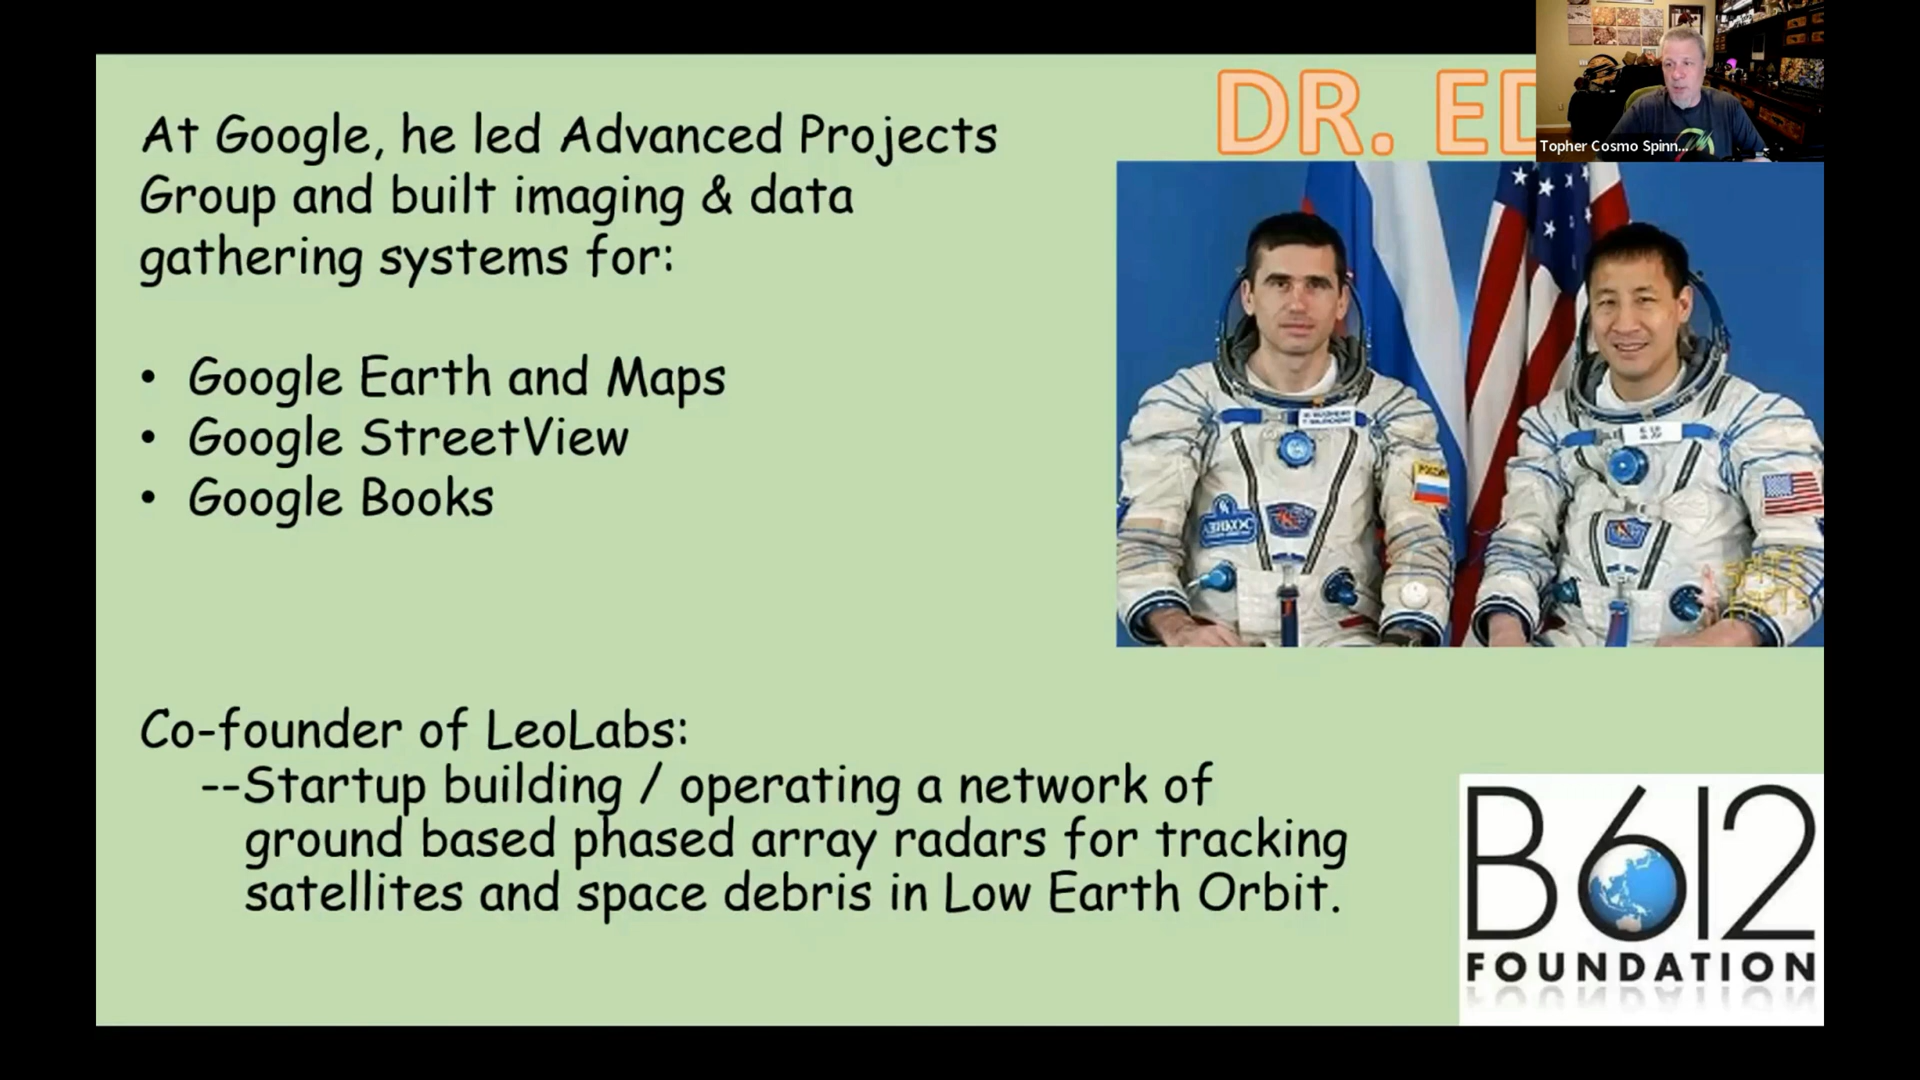 DR. ED
Topher Cosmo Spinn...
At Google, he led Advanced Projects
Group and built imaging & data
gathering systems for:
• Google Earth and Maps
• Google StreetView
• Google Books
Co-founder of LeoLabs:
--Startup building / operating a network of
ground based phased array radars for tracking
satellites and space debris in Low Earth Orbit.
B612
FOUNDATION